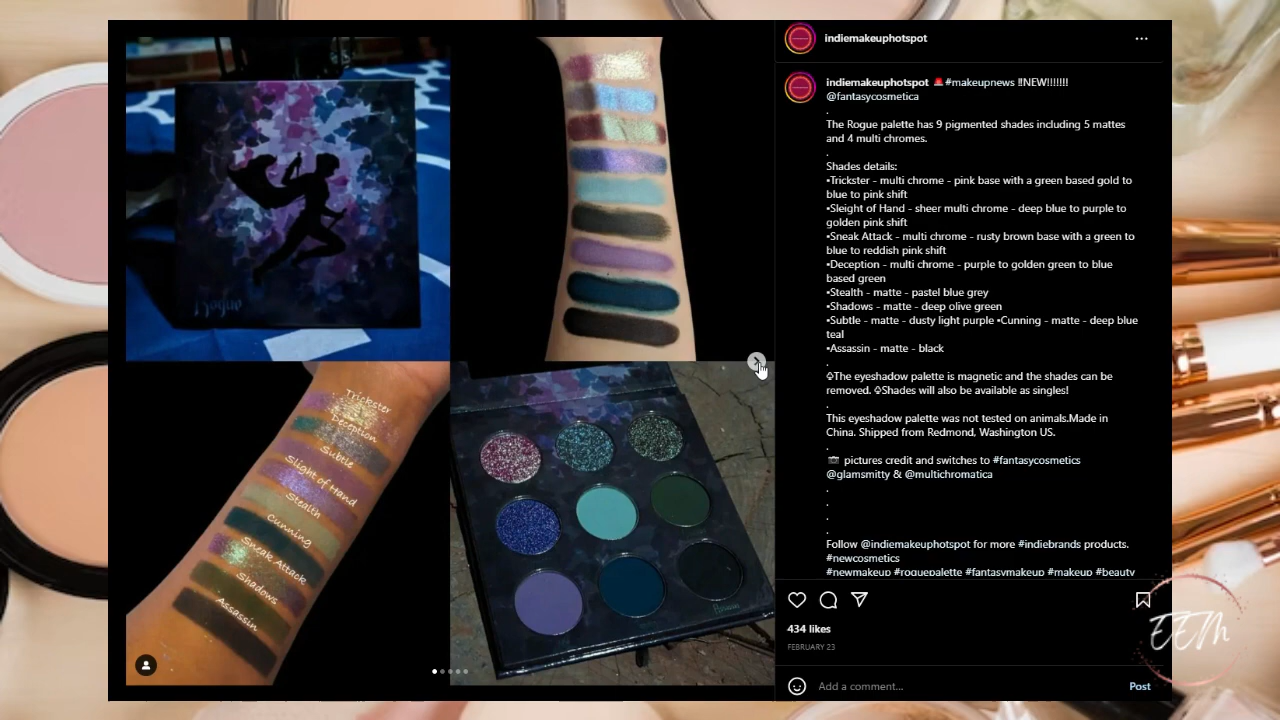 indiemakeuphotspot
indiemakeuphotspot 🚨#makeupnews ‼NEW!!!!!!!
@fantasycosmetica
.
The Rogue palette has 9 pigmented shades including 5 mattes
and 4 multi chromes.
.
Shades details:
•Trickster - multi chrome - pink base with a green based gold to
blue to pink shift
•Sleight of Hand - sheer multi chrome - deep blue to purple to
golden pink shift
•Sneak Attack - multi chrome - rusty brown base with a green to
blue to reddish pink shift
•Deception - multi chrome - purple to golden green to blue
based green
•Stealth - matte - pastel blue grey
•Shadows - matte - deep olive green
•Subtle - matte - dusty light purple •Cunning - matte - deep blue
teal
•Assassin - matte - black
.
♤The eyeshadow palette is magnetic and the shades can be
removed. ♤Shades will also be available as singles!
.
This eyeshadow palette was not tested on animals.Made in
China. Shipped from Redmond, Washington US.
.
📷 pictures credit and switches to #fantasycosmetics
@glamsmitty & @multichromatica
.
.
.
.
Follow @indiemakeuphotspot for more #indiebrands products.
#newcosmetics
#newmakeup #roguepalette #fantasymakeup #makeup #beauty
434 likes
FEBRUARY 23
Add a comment... Post
Rogue
Trickster
Deception
Subtle
Slight of Hand
Stealth
Cunning
Sneak Attack
Shadows
Assassin
EEM